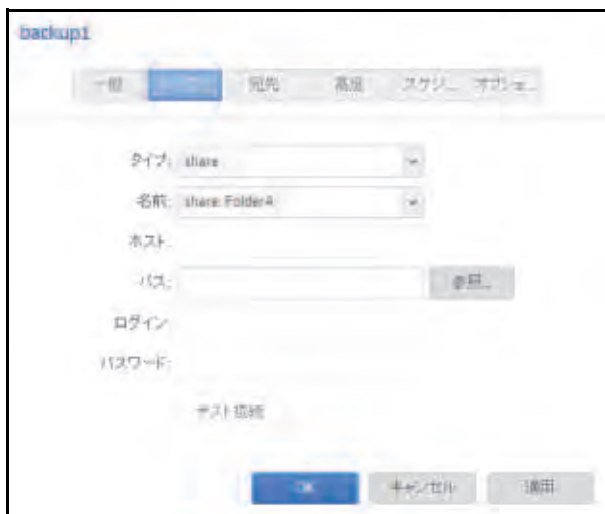 backup1
一般 宛先 高度 スケジ... オプショ...
タイプ: share
名前: share: FolderA
ホスト:
パス: 参照...
ログイン:
パスワード:
テスト接続
OK キャンセル 適用